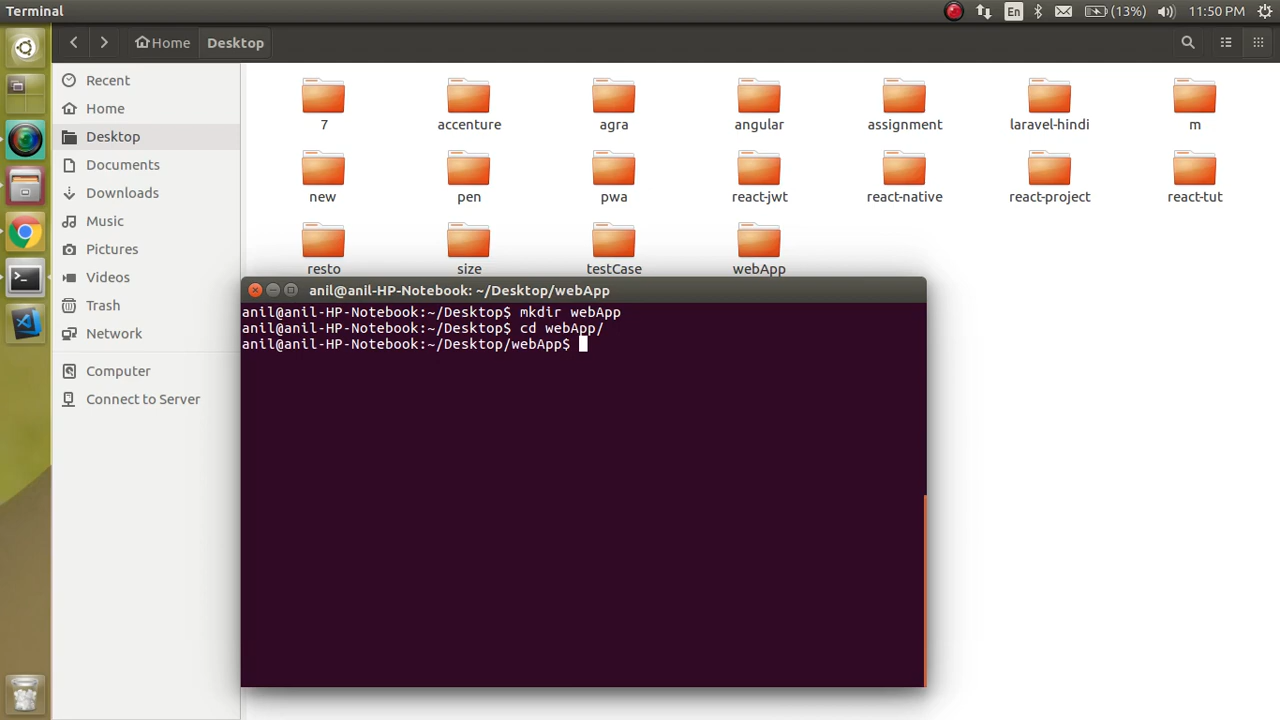 Terminal
En
(13%)
11:50 PM
Home
Desktop
Recent
Home
Desktop
Documents
Downloads
Music
Pictures
Videos
Trash
Network
Computer
Connect to Server
7
accenture
agra
angular
assignment
laravel-hindi
m
new
pen
pwa
react-jwt
react-native
react-project
react-tut
resto
size
testCase
webApp
anil@anil-HP-Notebook: ~/Desktop/webApp
anil@anil-HP-Notebook:~/Desktop$ mkdir webApp
anil@anil-HP-Notebook:~/Desktop$ cd webApp/
anil@anil-HP-Notebook:~/Desktop/webApp$